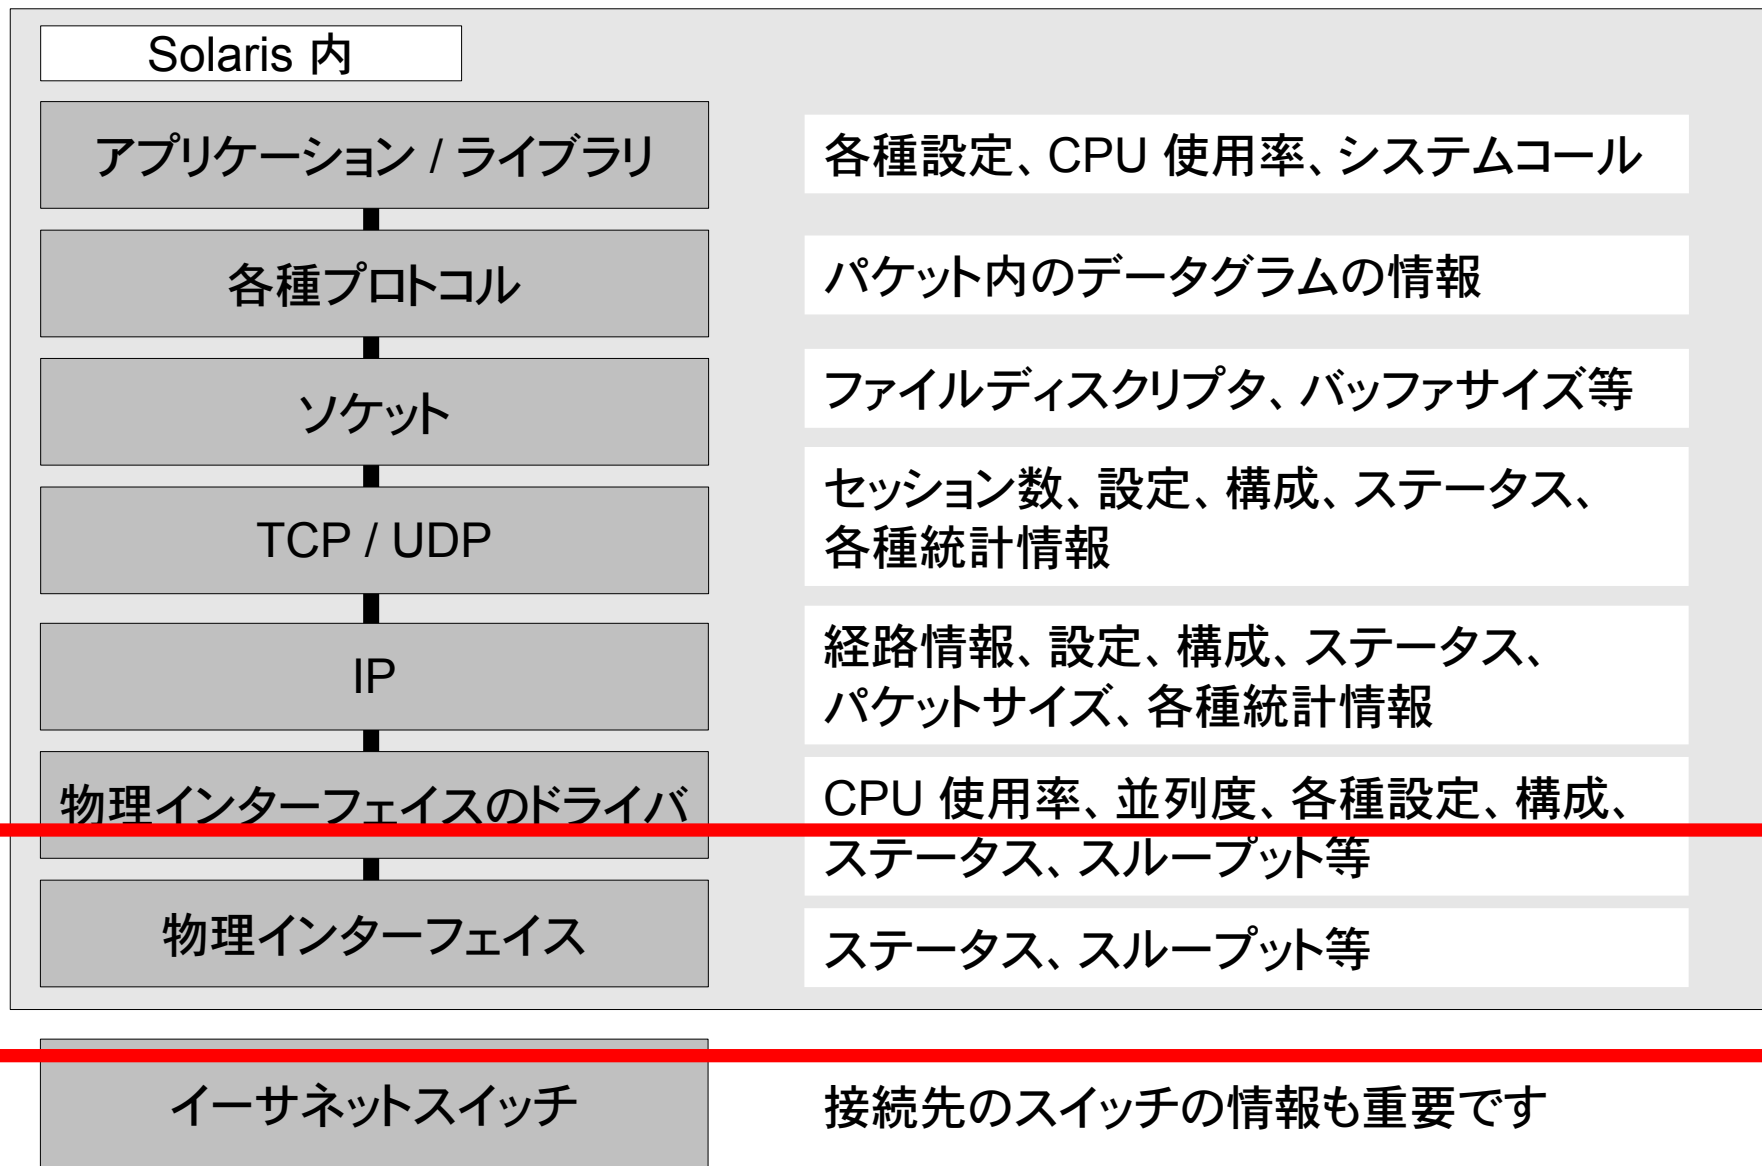 Solaris 内
アプリケーション / ライブラリ
各種設定、CPU 使用率、システムコール
各種プロトコル
パケット内のデータグラムの情報
ソケット
ファイルディスクリプタ、バッファサイズ等
TCP / UDP
セッション数、設定、構成、ステータス、
各種統計情報
IP
経路情報、設定、構成、ステータス、
パケットサイズ、各種統計情報
物理インターフェイスのドライバ
CPU 使用率、並列度、各種設定、構成、
ステータス、スループット等
物理インターフェイス
ステータス、スループット等
イーサネットスイッチ
接続先のスイッチの情報も重要です